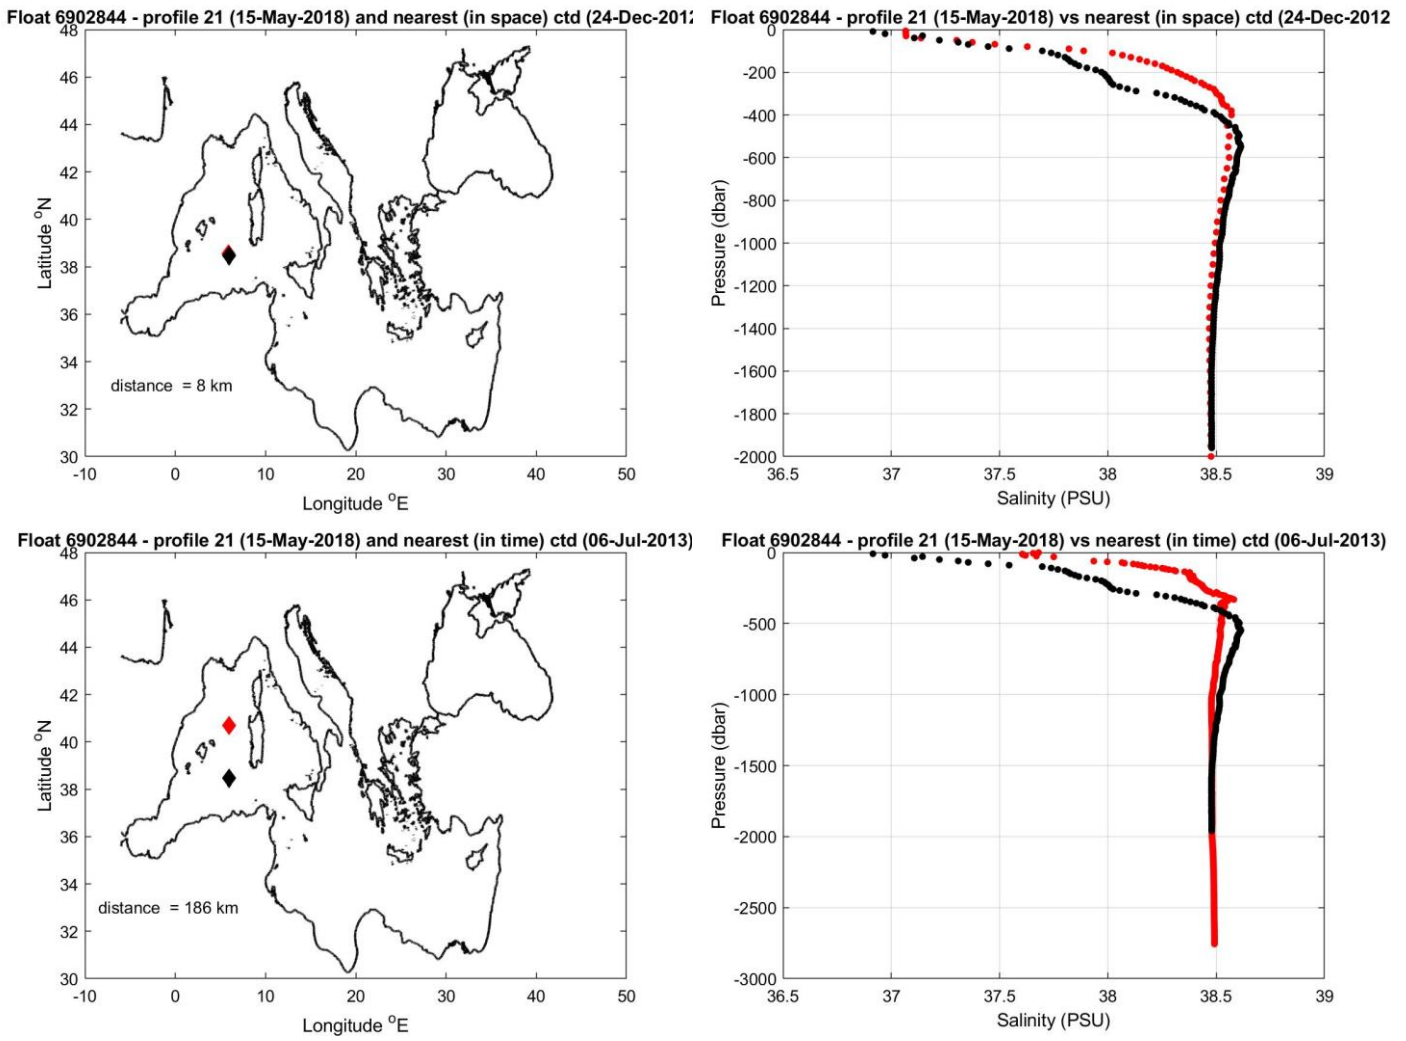 Float 6902844 - profile 21 (15-May-2018) and nearest (in space) ctd (24-Dec-2012
48
46
44
42
40
38
36
34
32
30
Latitude °N
distance = 8 km
-10 0 10 20 30 40 50
Longitude °E
Float 6902844 - profile 21 (15-May-2018) vs nearest (in space) ctd (24-Dec-2012
0
-200
-400
-600
-800
-1000
-1200
-1400
-1600
-1800
-2000
Pressure (dbar)
36.5 37 37.5 38 38.5 39
Salinity (PSU)
Float 6902844 - profile 21 (15-May-2018) and nearest (in time) ctd (06-Jul-2013)
48
46
44
42
40
38
36
34
32
30
Latitude °N
distance = 186 km
-10 0 10 20 30 40 50
Longitude °E
Float 6902844 - profile 21 (15-May-2018) vs nearest (in time) ctd (06-Jul-2013)
0
-500
-1000
-1500
-2000
-2500
-3000
Pressure (dbar)
36.5 37 37.5 38 38.5 39
Salinity (PSU)